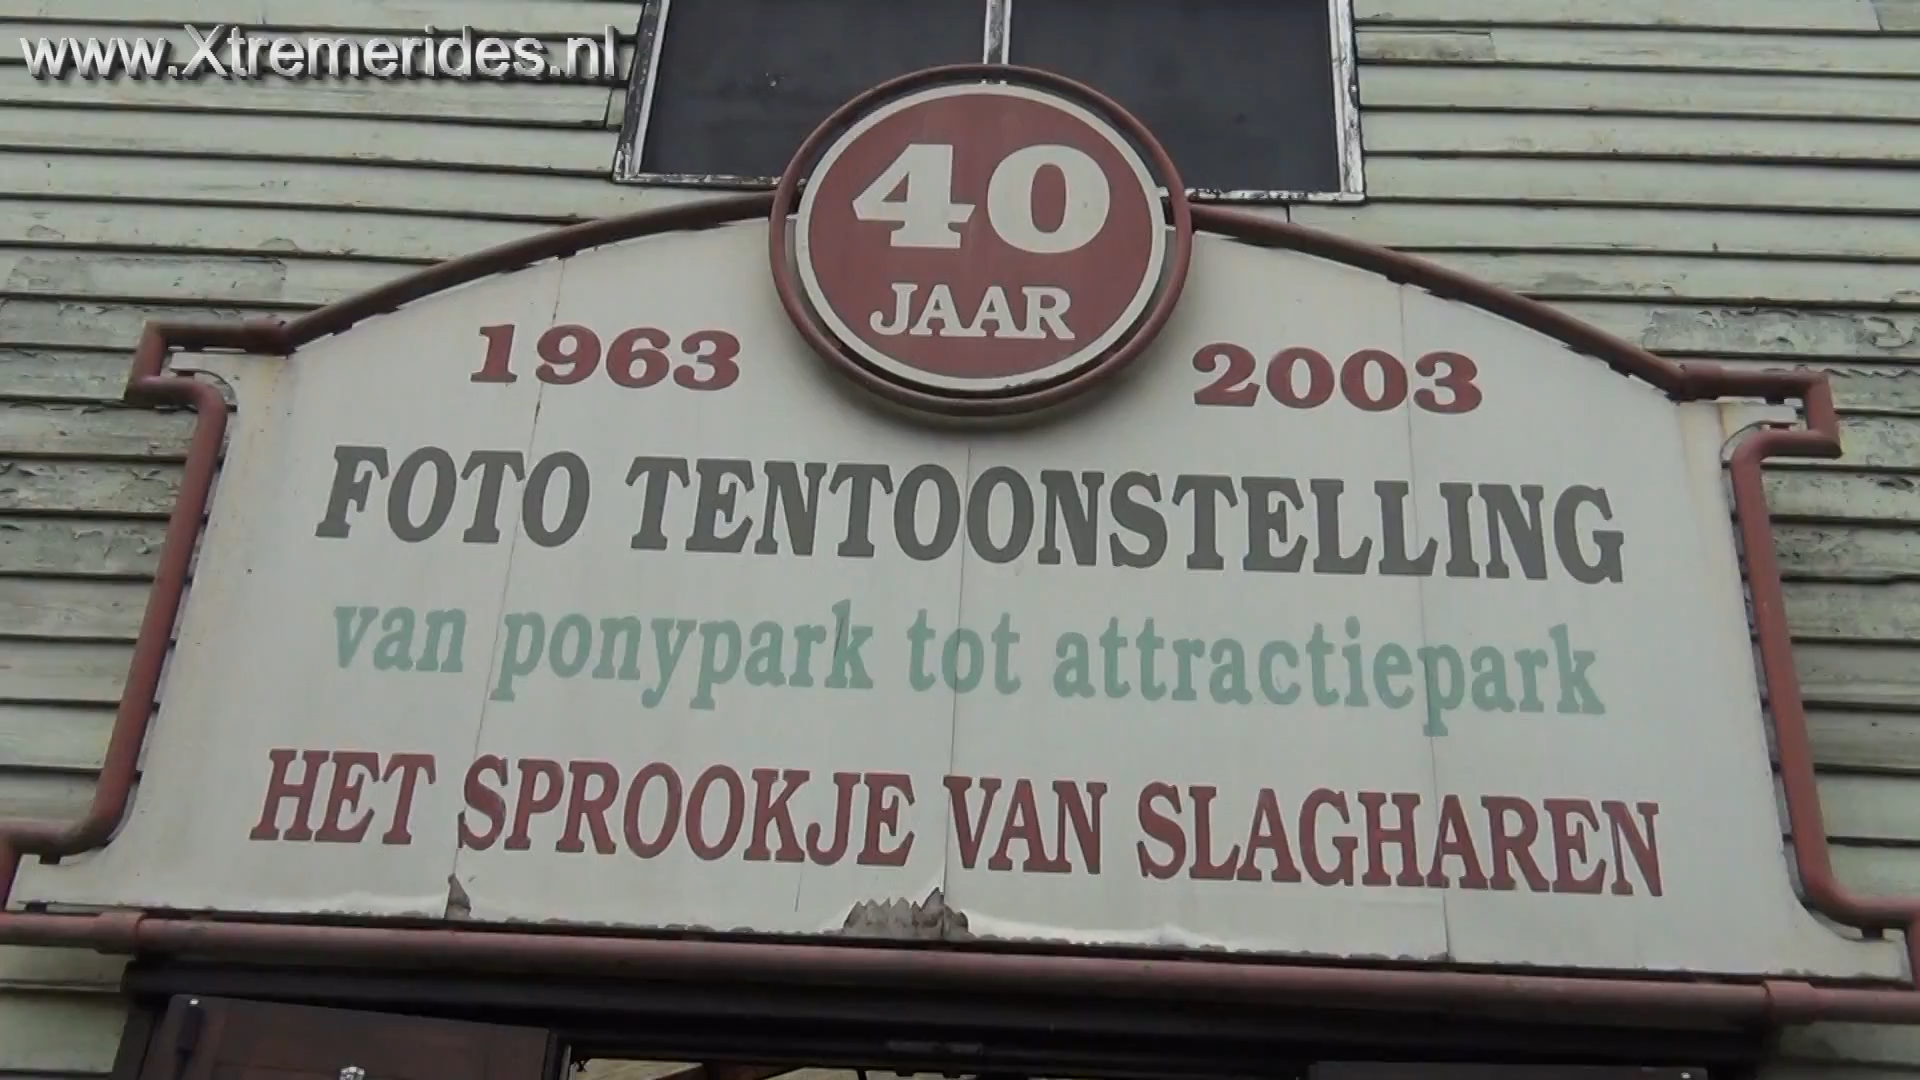 www.Xtremerides.nl
40
JAAR
1963 2003
FOTO TENTOONSTELLING
van ponypark tot attractiepark
HET SPROOKJE VAN SLAGHAREN